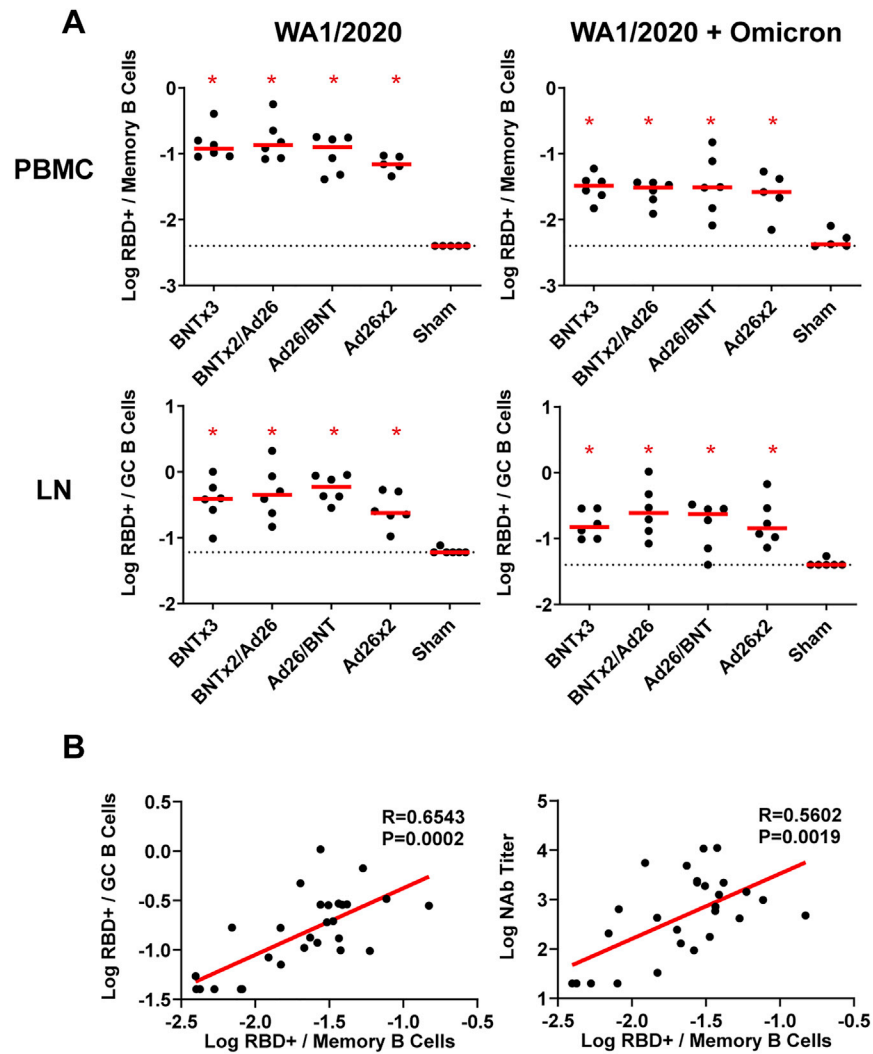 A
WA1/2020
WA1/2020 + Omicron
PBMC
Log RBD+ / Memory B Cells
0
-1
-2
-3
* * * *
BNTx3
BNTx2/Ad26
Ad26/BNT
Ad26x2
Sham
Log RBD+ / Memory B Cells
0
-1
-2
-3
* * * *
BNTx3
BNTx2/Ad26
Ad26/BNT
Ad26x2
Sham
LN
Log RBD+ / GC B Cells
1
0
-1
-2
* * * *
BNTx3
BNTx2/Ad26
Ad26/BNT
Ad26x2
Sham
Log RBD+ / GC B Cells
1
0
-1
-2
* * * *
BNTx3
BNTx2/Ad26
Ad26/BNT
Ad26x2
Sham
B
Log RBD+ / GC B Cells
0.5
0.0
-0.5
-1.0
-1.5
R=0.6543
P=0.0002
-2.5 -2.0 -1.5 -1.0 -0.5
Log RBD+ / Memory B Cells
Log NAb Titer
5
4
3
2
1
R=0.5602
P=0.0019
-2.5 -2.0 -1.5 -1.0 -0.5
Log RBD+ / Memory B Cells